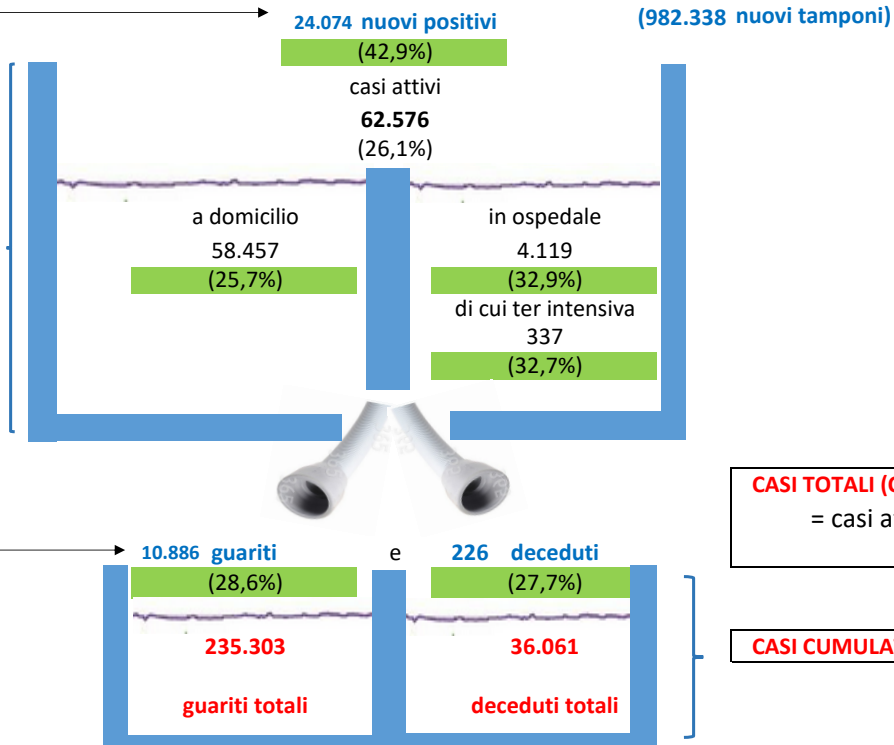 24.074 nuovi positivi (982.338 nuovi tamponi)
(42,9%)
casi attivi
62.576
(26,1%)
a domicilio in ospedale
58.457 4.119
(25,7%) (32,9%)
di cui ter intensiva
337
(32,7%)
CASI TOTALI (
= casi a
10.886 guariti e 226 deceduti
(28,6%) (27,7%)
235.303 36.061
CASI CUMULA
guariti totali deceduti totali